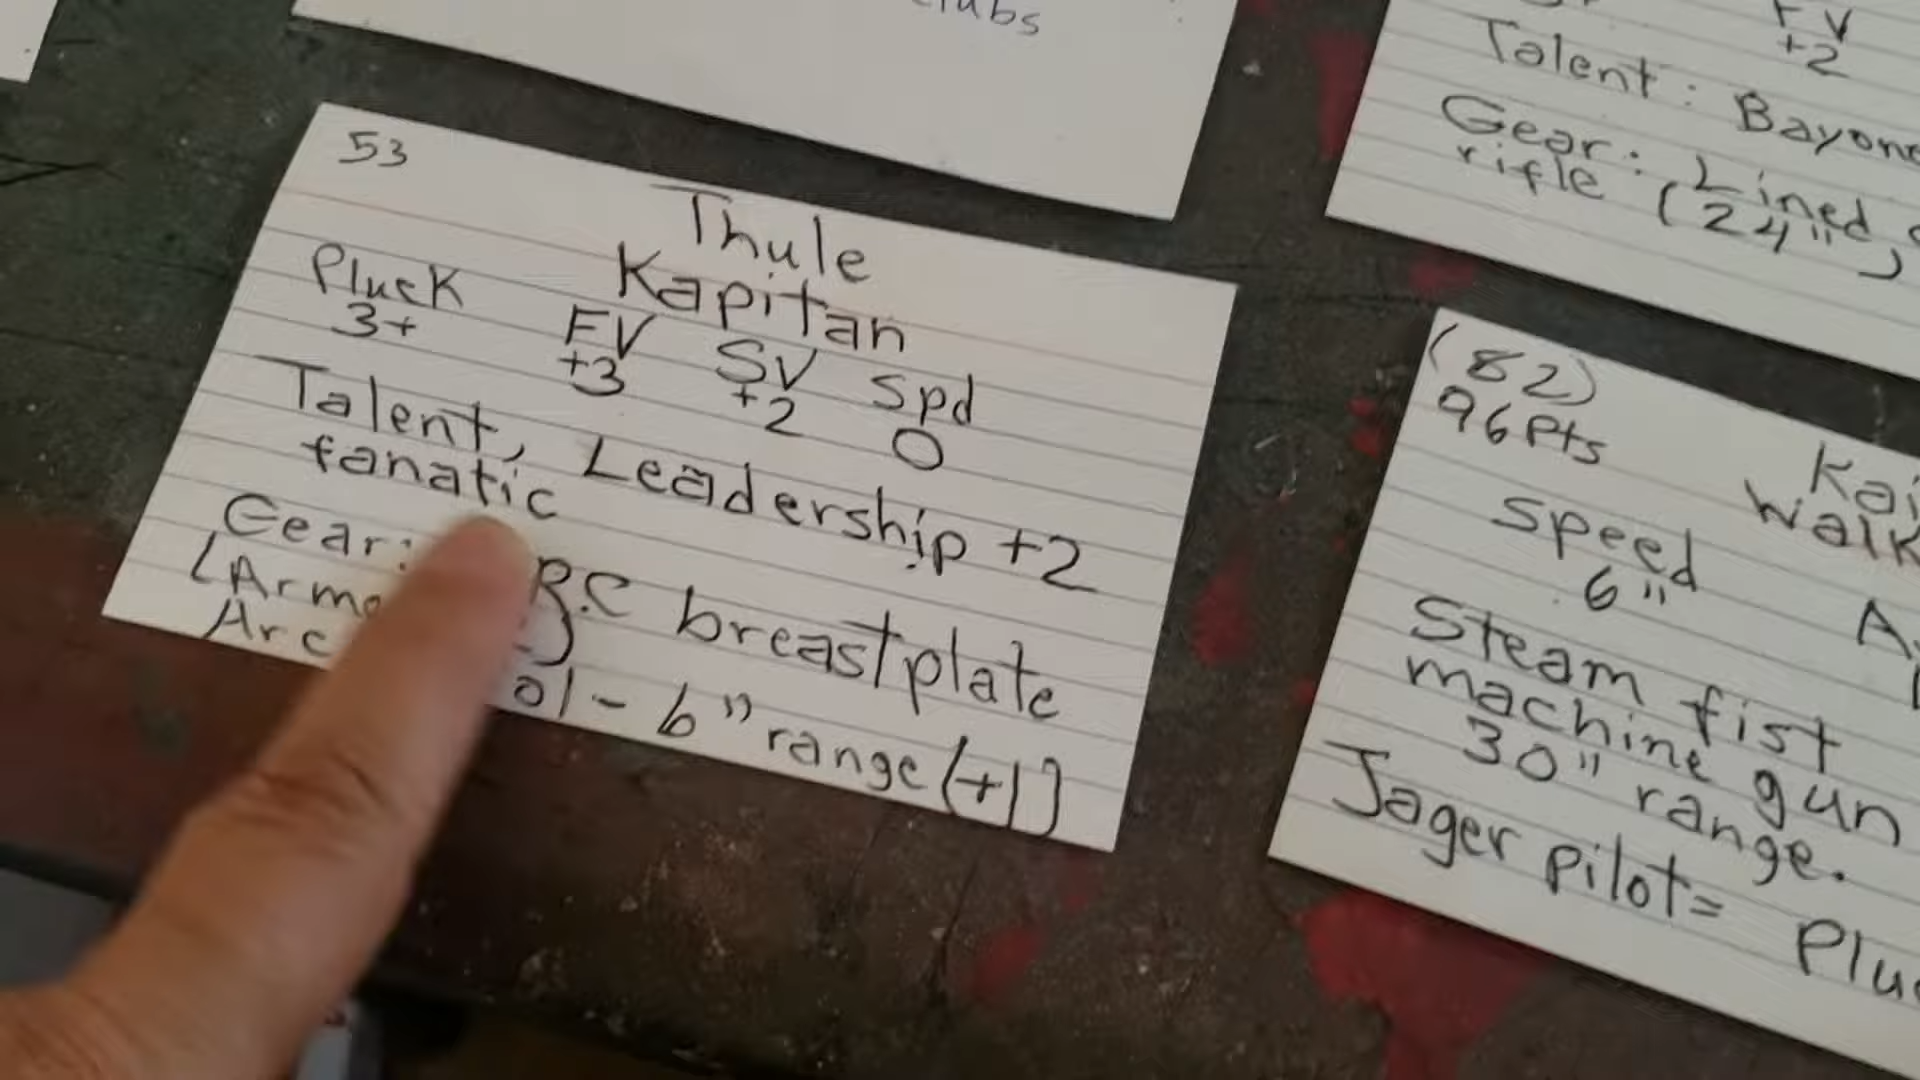 clubs
53
Thule
Kapitan
Pluck FV SV Spd
3+ +3 +2 0
Talent, Leadership +2
fanatic
Gear: breastplate
- 6" range (+1)
FV
+2
Talent:
Gear: Lined
rifle (24")
(82)
96 Pts
Speed
6"
Steam fist
machine gun
30" range.
Jager pilot=